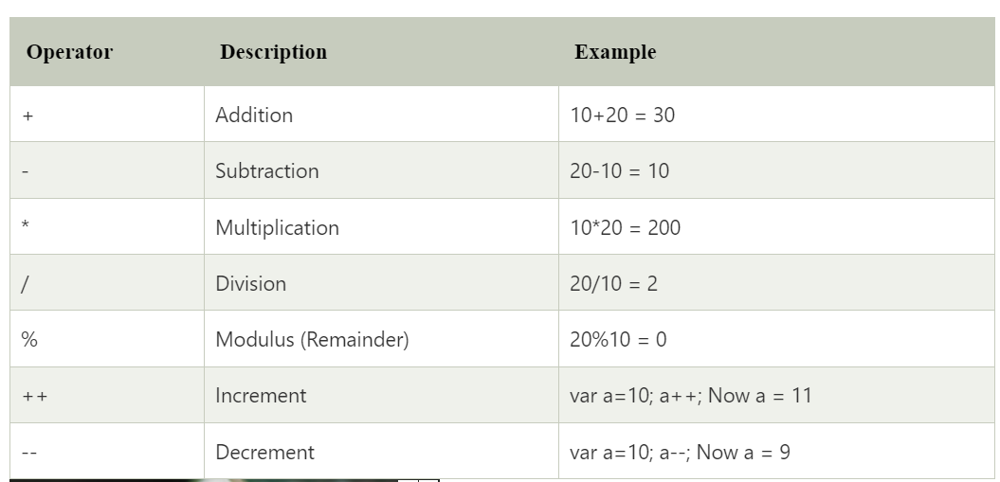 Operator Description Example
+ Addition 10+20 = 30
- Subtraction 20-10 = 10
* Multiplication 10*20 = 200
/ Division 20/10 = 2
% Modulus (Remainder) 20%10 = 0
++ Increment var a=10; a++; Now a = 11
-- Decrement var a=10; a--; Now a = 9